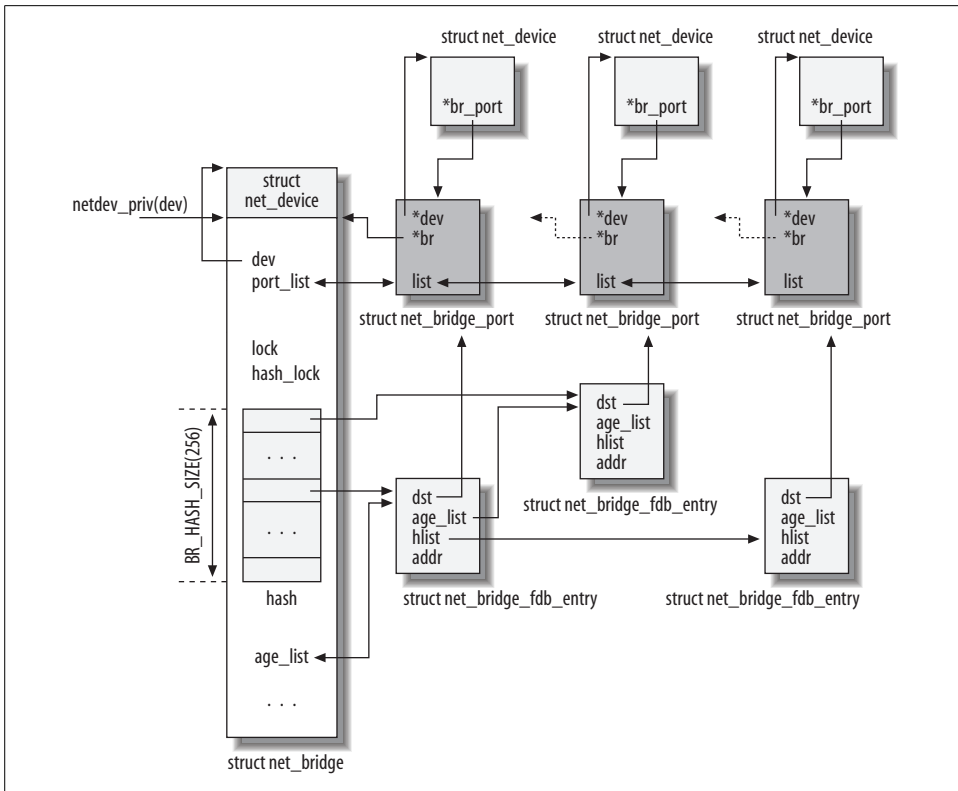 struct net_device
struct net_device
struct net_device
*br_port
*br_port
*br_port
struct
net_device
netdev_priv(dev)
*dev
*br
list
*dev
*br
list
*dev
*br
list
dev
port_list
struct net_bridge_port
struct net_bridge_port
struct net_bridge_port
lock
hash_lock
BR_HASH_SIZE(256)
. . .
. . .
hash
dst
age_list
hlist
addr
struct net_bridge_fdb_entry
dst
age_list
hlist
addr
struct net_bridge_fdb_entry
dst
age_list
hlist
addr
struct net_bridge_fdb_entry
age_list
. . .
struct net_bridge